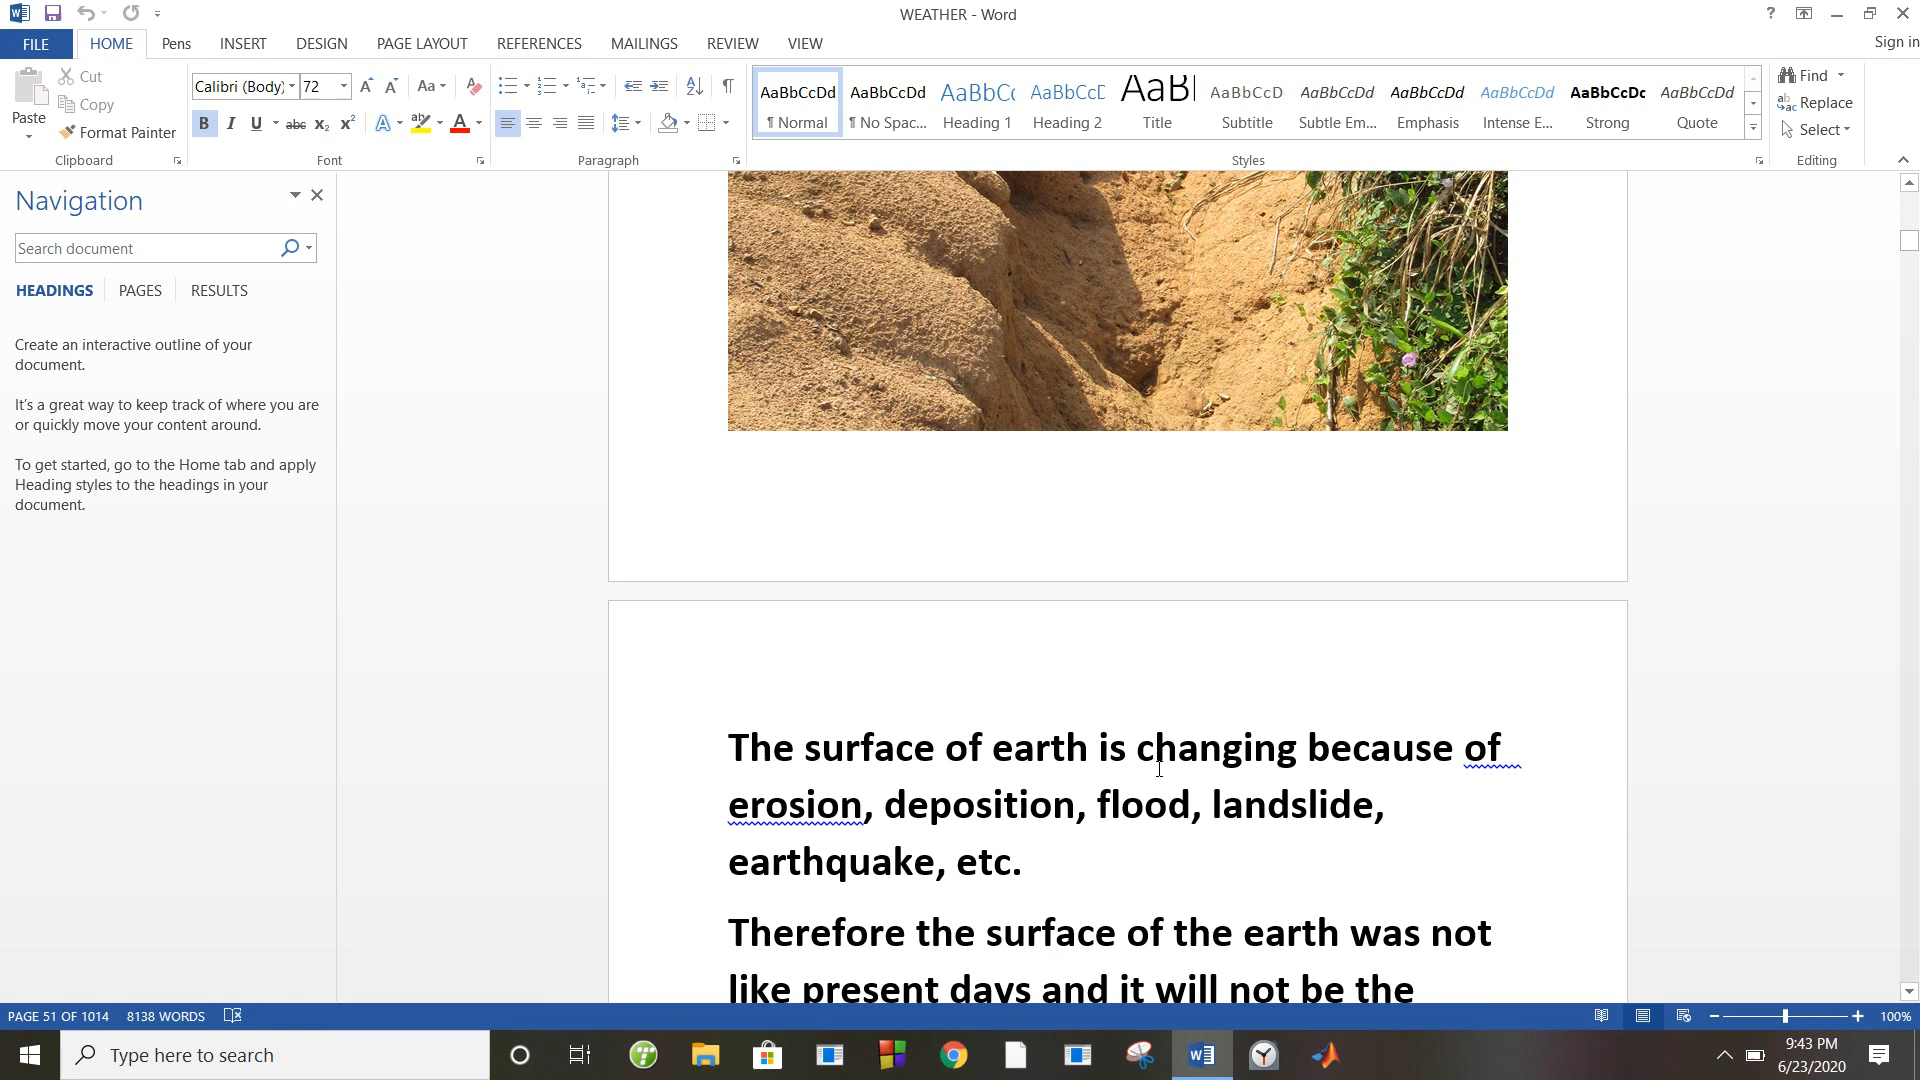 WEATHER - Word
?
FILE HOME Pens INSERT DESIGN PAGE LAYOUT REFERENCES MAILINGS REVIEW VIEW Sign in
Paste
Cut
Copy
Format Painter
Clipboard
Calibri (Body) 72
Font
Paragraph
AaBbCcDd AaBbCcDd AaBbC AaBbCc AaB AaBbCcD AaBbCcDd AaBbCcDd AaBbCcDd AaBbCcDc AaBbCcDd
¶ Normal ¶ No Spac... Heading 1 Heading 2 Title Subtitle Subtle Em... Emphasis Intense E... Strong Quote
Styles
Find
Replace
Select
Editing
Navigation
Search document
HEADINGS PAGES RESULTS
Create an interactive outline of your
document.
It's a great way to keep track of where you are
or quickly move your content around.
To get started, go to the Home tab and apply
Heading styles to the headings in your
document.
The surface of earth is changing because of
erosion, deposition, flood, landslide,
earthquake, etc.
Therefore the surface of the earth was not
like present days and it will not be the
PAGE 51 OF 1014 8138 WORDS 100%
Type here to search
9:43 PM
6/23/2020